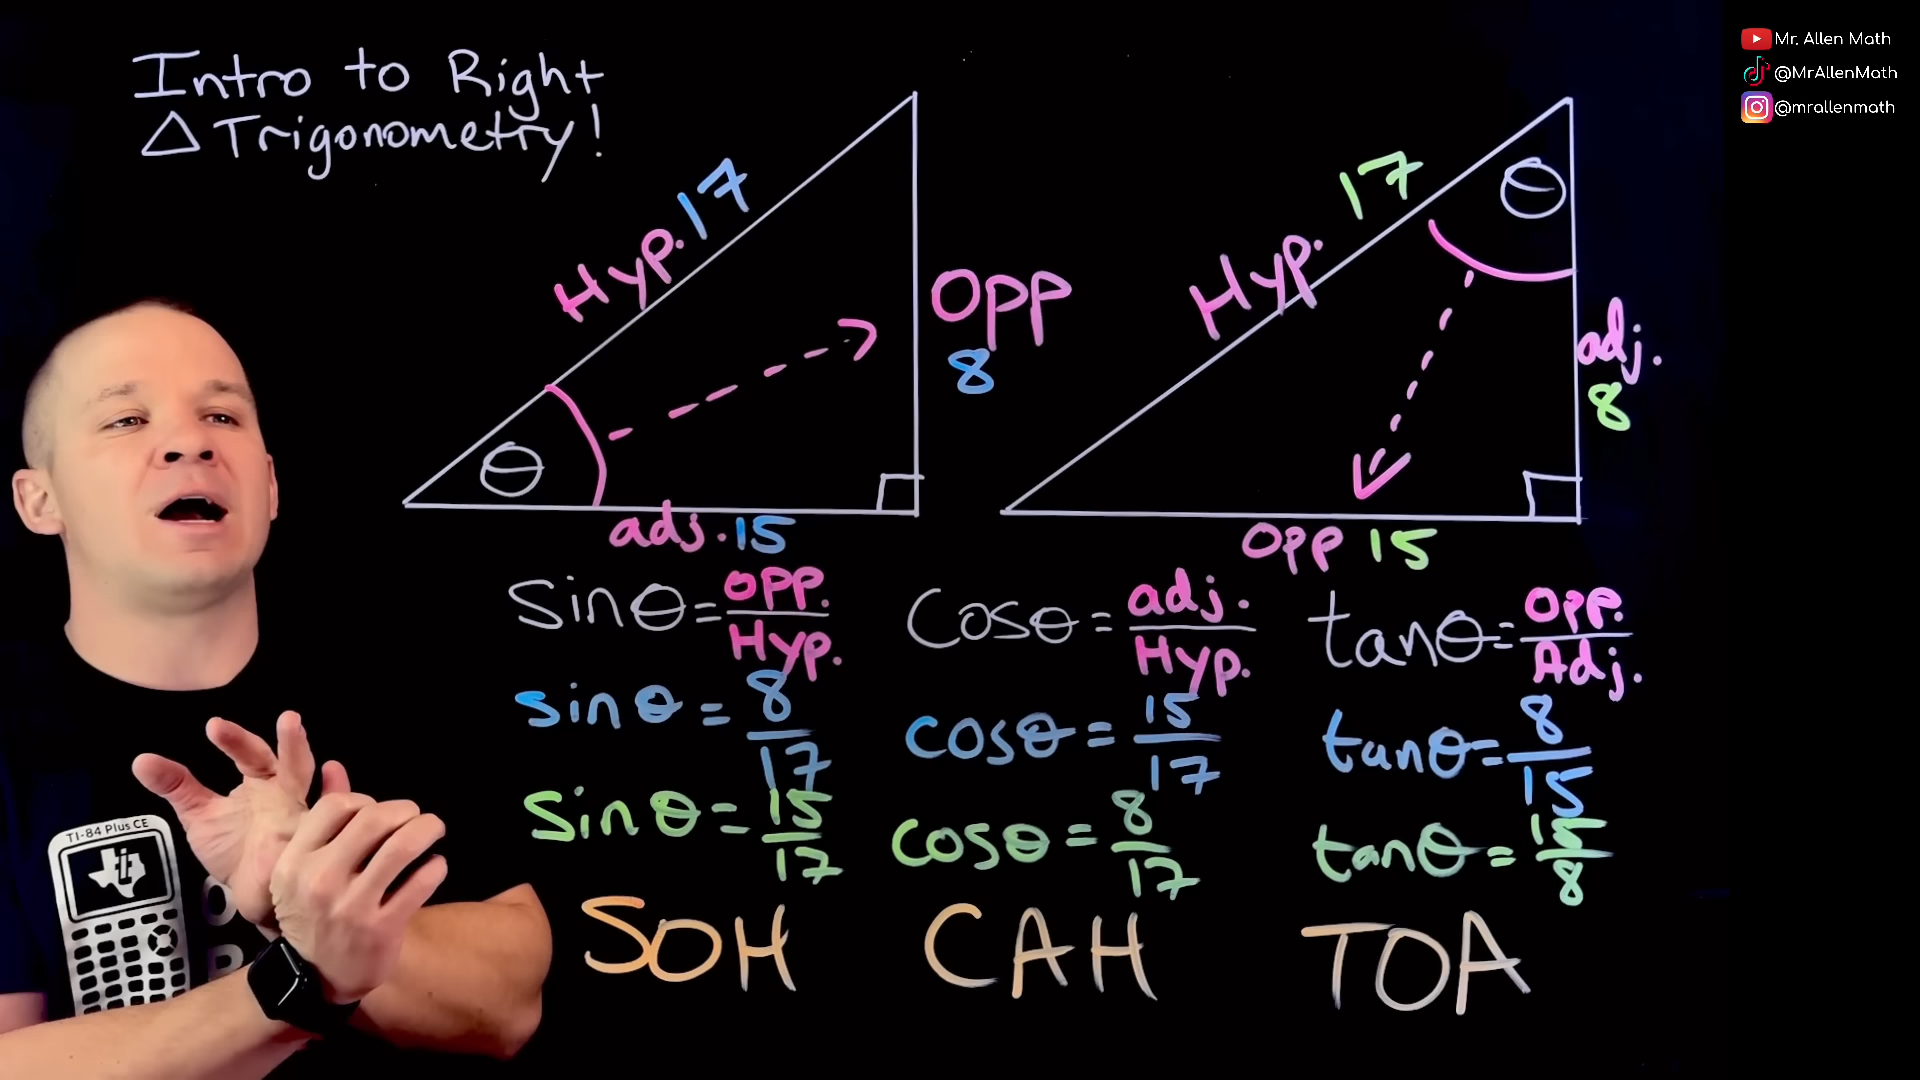 Intro to Right
△ Trigonometry!
Mr. Allen Math
@MrAllenMath
@mrallenmath
Hyp. 17
Opp
8
θ
adj. 15
Hyp. 17
θ
adj.
8
Opp 15
sinθ = opp. / Hyp.
cosθ = adj. / Hyp.
tanθ = Opp. / Adj.
sinθ = 8/17
cosθ = 15/17
tanθ = 8/15
sinθ = 15/17
cosθ = 8/17
tanθ = 15/8
SOH
CAH
TOA
TI-84 Plus CE